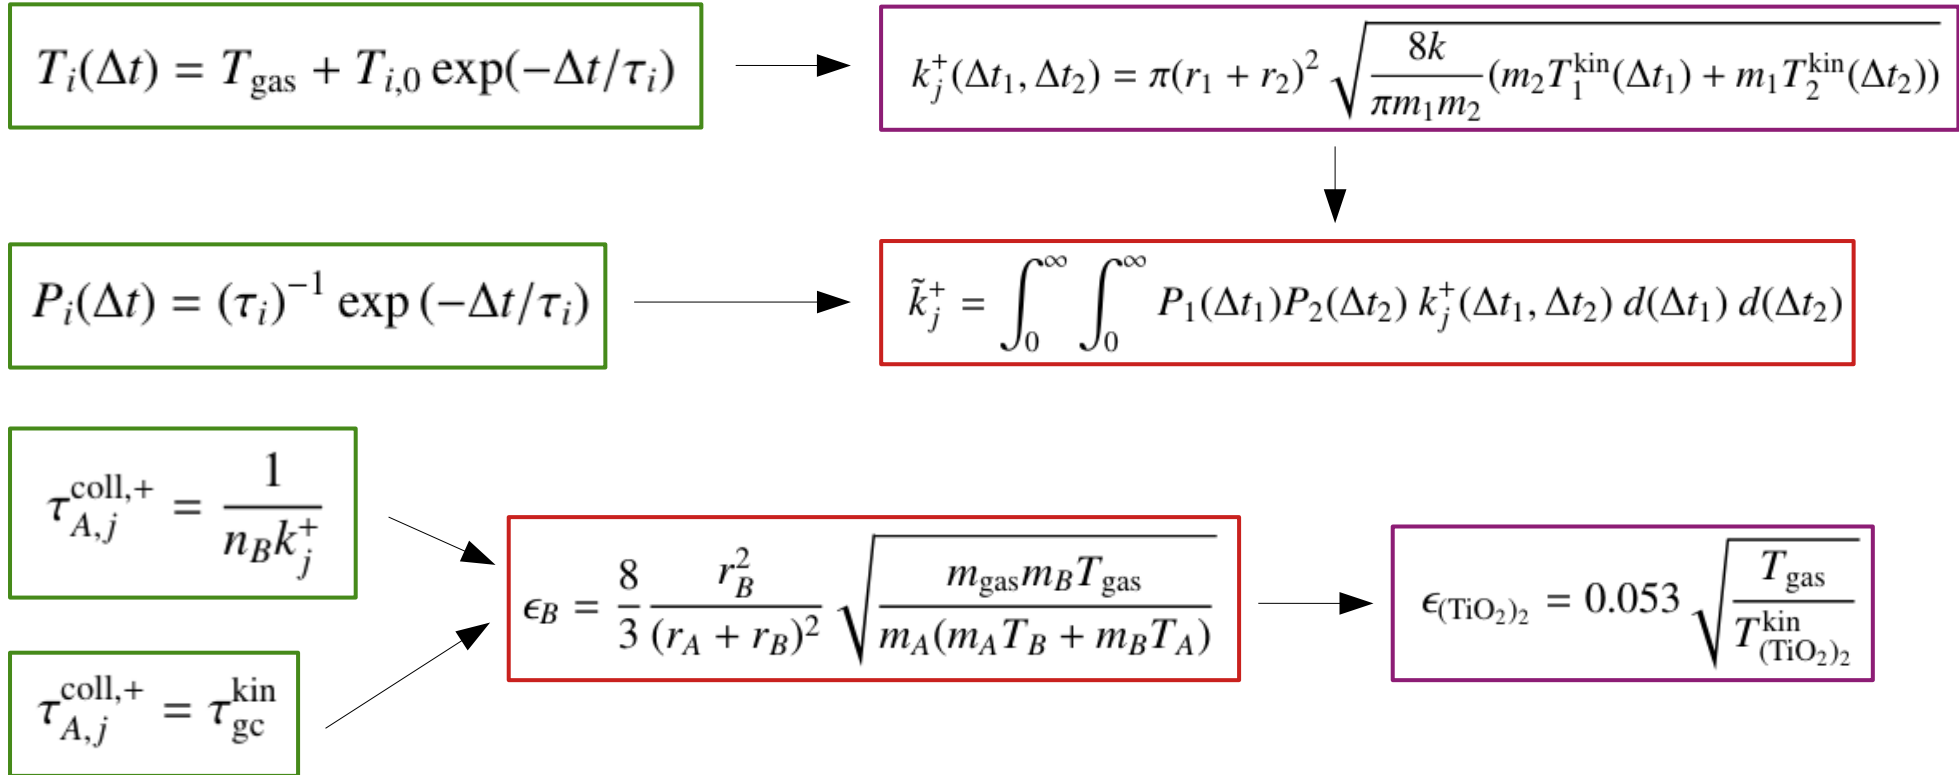 T_i(Δt) = T_gas + T_{i,0} exp(−Δt/τ_i)
k_j^+(Δt_1, Δt_2) = π(r_1 + r_2)^2 √(8k/(πm_1m_2) (m_2T_1^kin(Δt_1) + m_1T_2^kin(Δt_2)))
P_i(Δt) = (τ_i)^{−1} exp (−Δt/τ_i)
k̃_j^+ = ∫_0^∞ ∫_0^∞ P_1(Δt_1)P_2(Δt_2) k_j^+(Δt_1, Δt_2) d(Δt_1) d(Δt_2)
τ_{A,j}^{coll,+} = 1/(n_B k_j^+)
τ_{A,j}^{coll,+} = τ_gc^kin
ϵ_B = 8/3 r_B^2/(r_A + r_B)^2 √(m_gas m_B T_gas/(m_A(m_A T_B + m_B T_A)))
ϵ_{(TiO_2)_2} = 0.053 √(T_gas/T_{(TiO_2)_2}^kin)